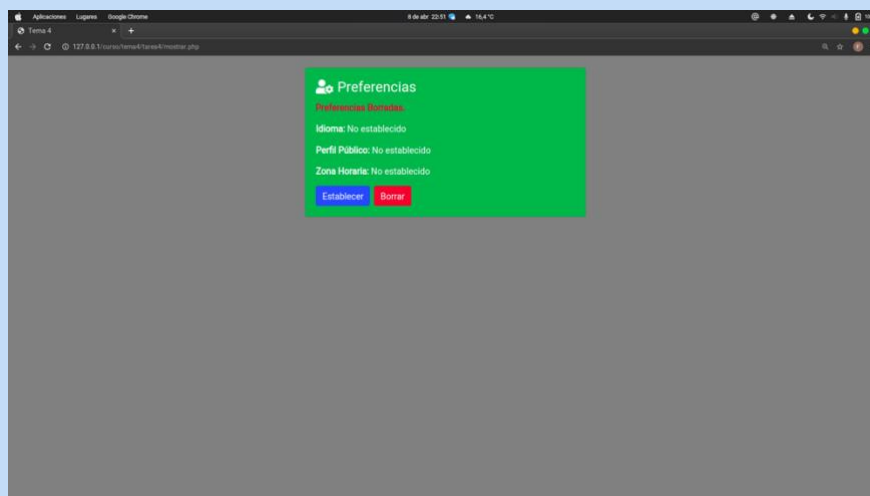 Aplicaciones Lugares Google Chrome 8 de abr 22:51 16,4 °C
Tema 4
127.0.0.1/curso/tema4/tarea4/mostrar.php
Preferencias
Preferencias Borradas.
Idioma: No establecido
Perfil Público: No establecido
Zona Horaria: No establecido
Establecer Borrar